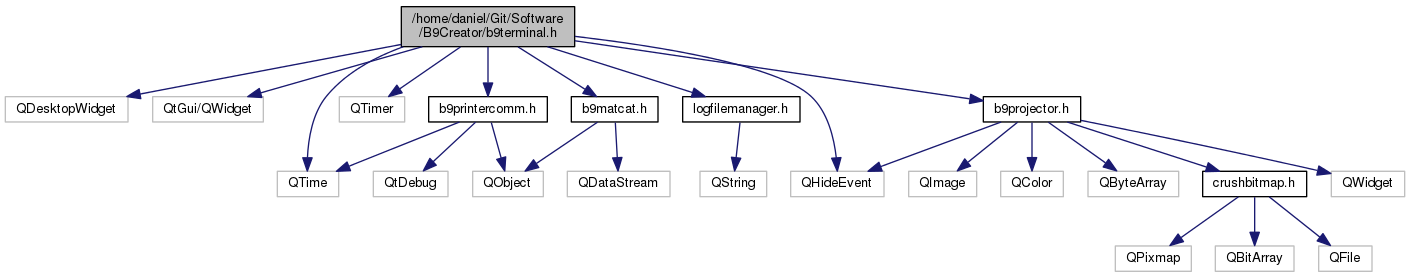 /home/daniel/Git/Software
/B9Creator/b9terminal.h
QDesktopWidget
QtGui/QWidget
QTimer
b9printercomm.h
b9matcat.h
logfilemanager.h
b9projector.h
QTime
QtDebug
QObject
QDataStream
QString
QHideEvent
QImage
QColor
QByteArray
crushbitmap.h
QWidget
QPixmap
QBitArray
QFile